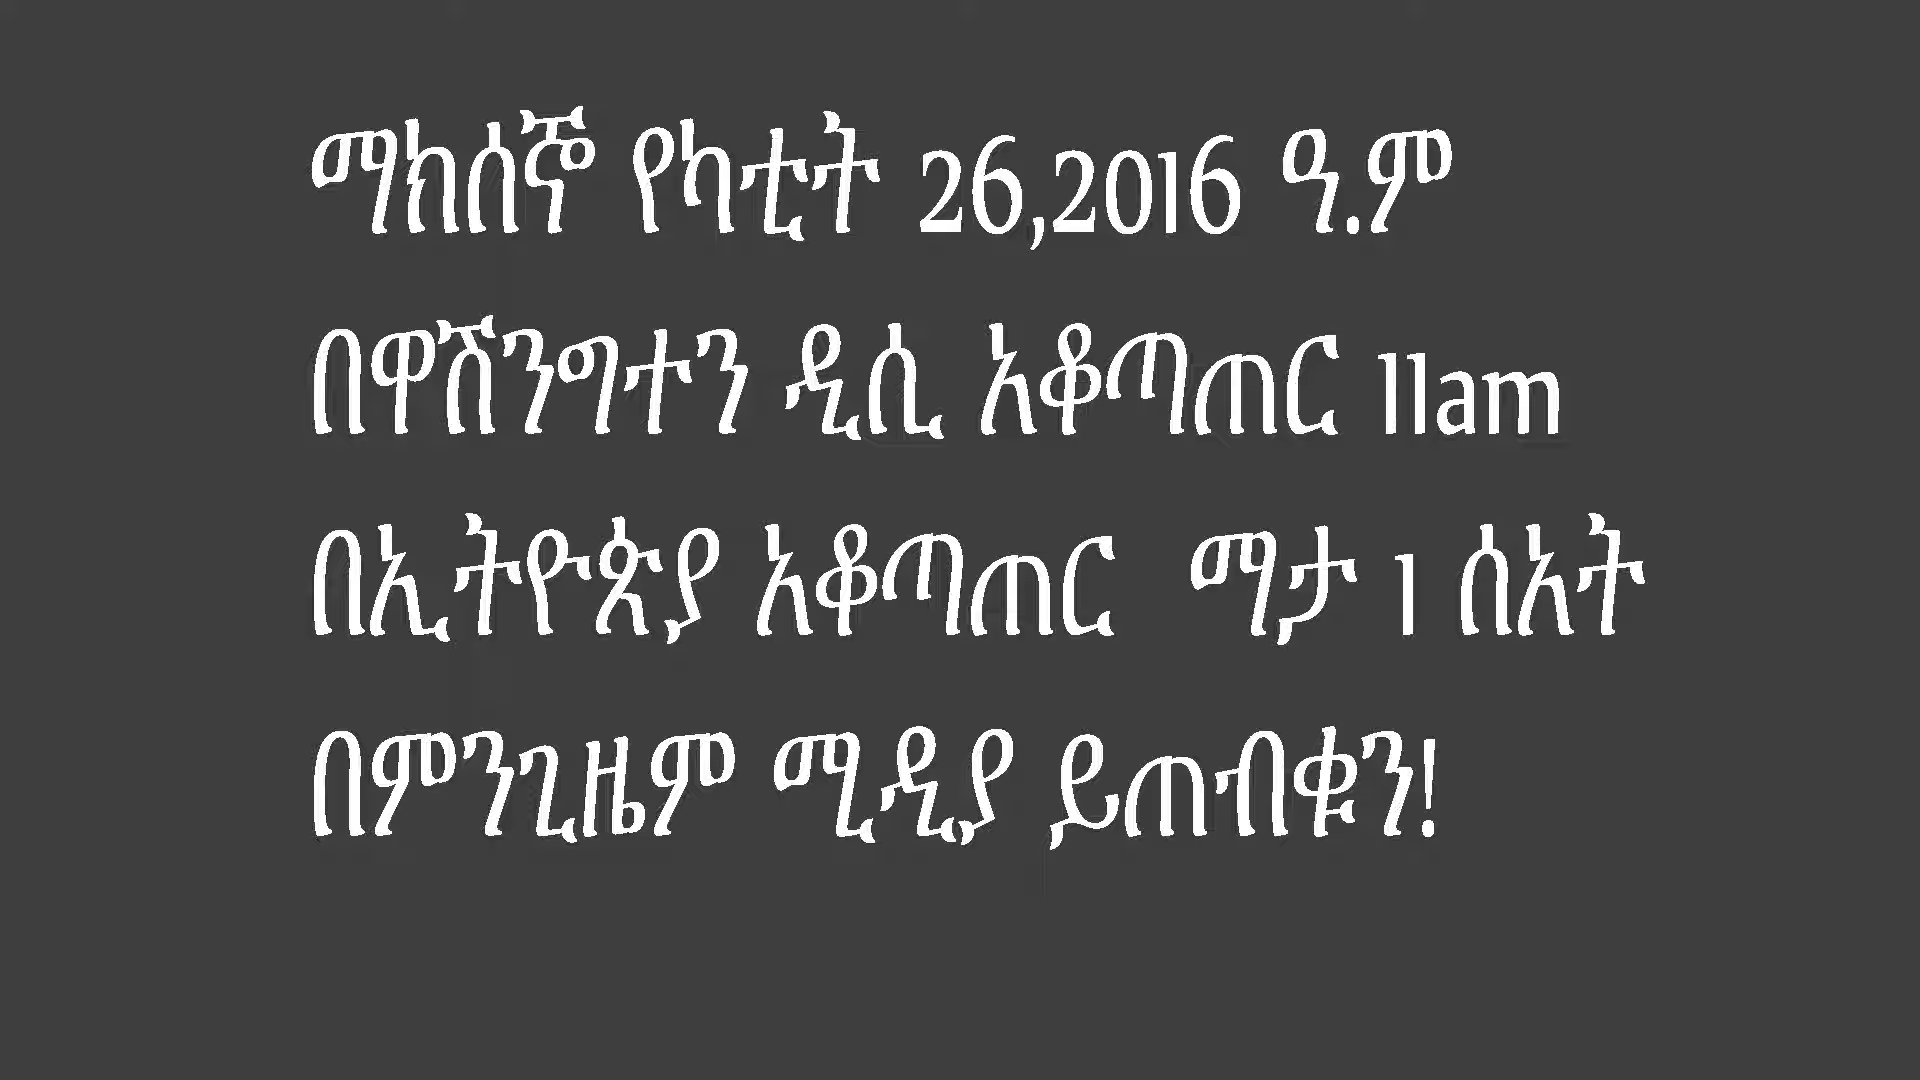 ማክሰኞ የካቲት 26,2016 ዓ.ም
በዋሽንግተን ዲሲ አቆጣጠር 11am
በኢትዮጵያ አቆጣጠር ማታ 1 ሰአት
በምንጊዜም ሚዲያ ይጠብቁን!